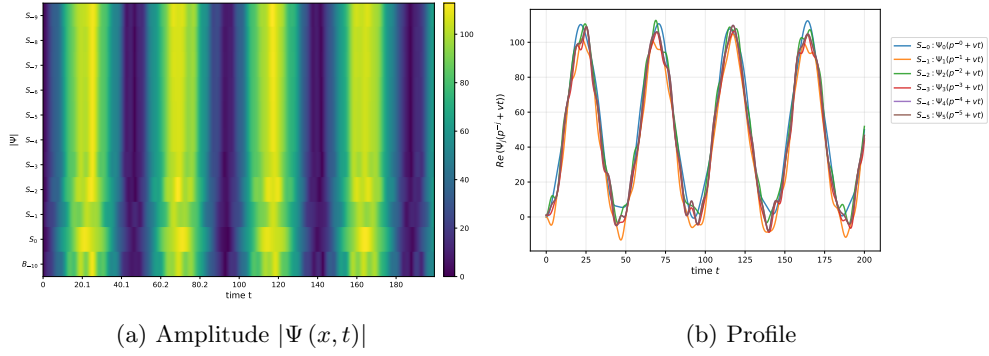 |Ψ|
S₋₉
S₋₈
S₋₇
S₋₆
S₋₅
S₋₄
S₋₃
S₋₂
S₋₁
S₀
B₋₁₀
0 20.1 40.1 60 80.2 100 120 140 160 180
time t
100
80
60
40
20
0
(a) Amplitude |Ψ (x, t)|
Re (Ψⱼ(p⁻ʲ + vt))
100
80
60
40
20
0
0 25 50 75 100 125 150 175 200
time t
S₋₀ : Ψ₀(p⁻⁰ + vt)
S₋₁ : Ψ₁(p⁻¹ + vt)
S₋₂ : Ψ₂(p⁻² + vt)
S₋₃ : Ψ₃(p⁻³ + vt)
S₋₄ : Ψ₄(p⁻⁴ + vt)
S₋₅ : Ψ₅(p⁻⁵ + vt)
(b) Profile